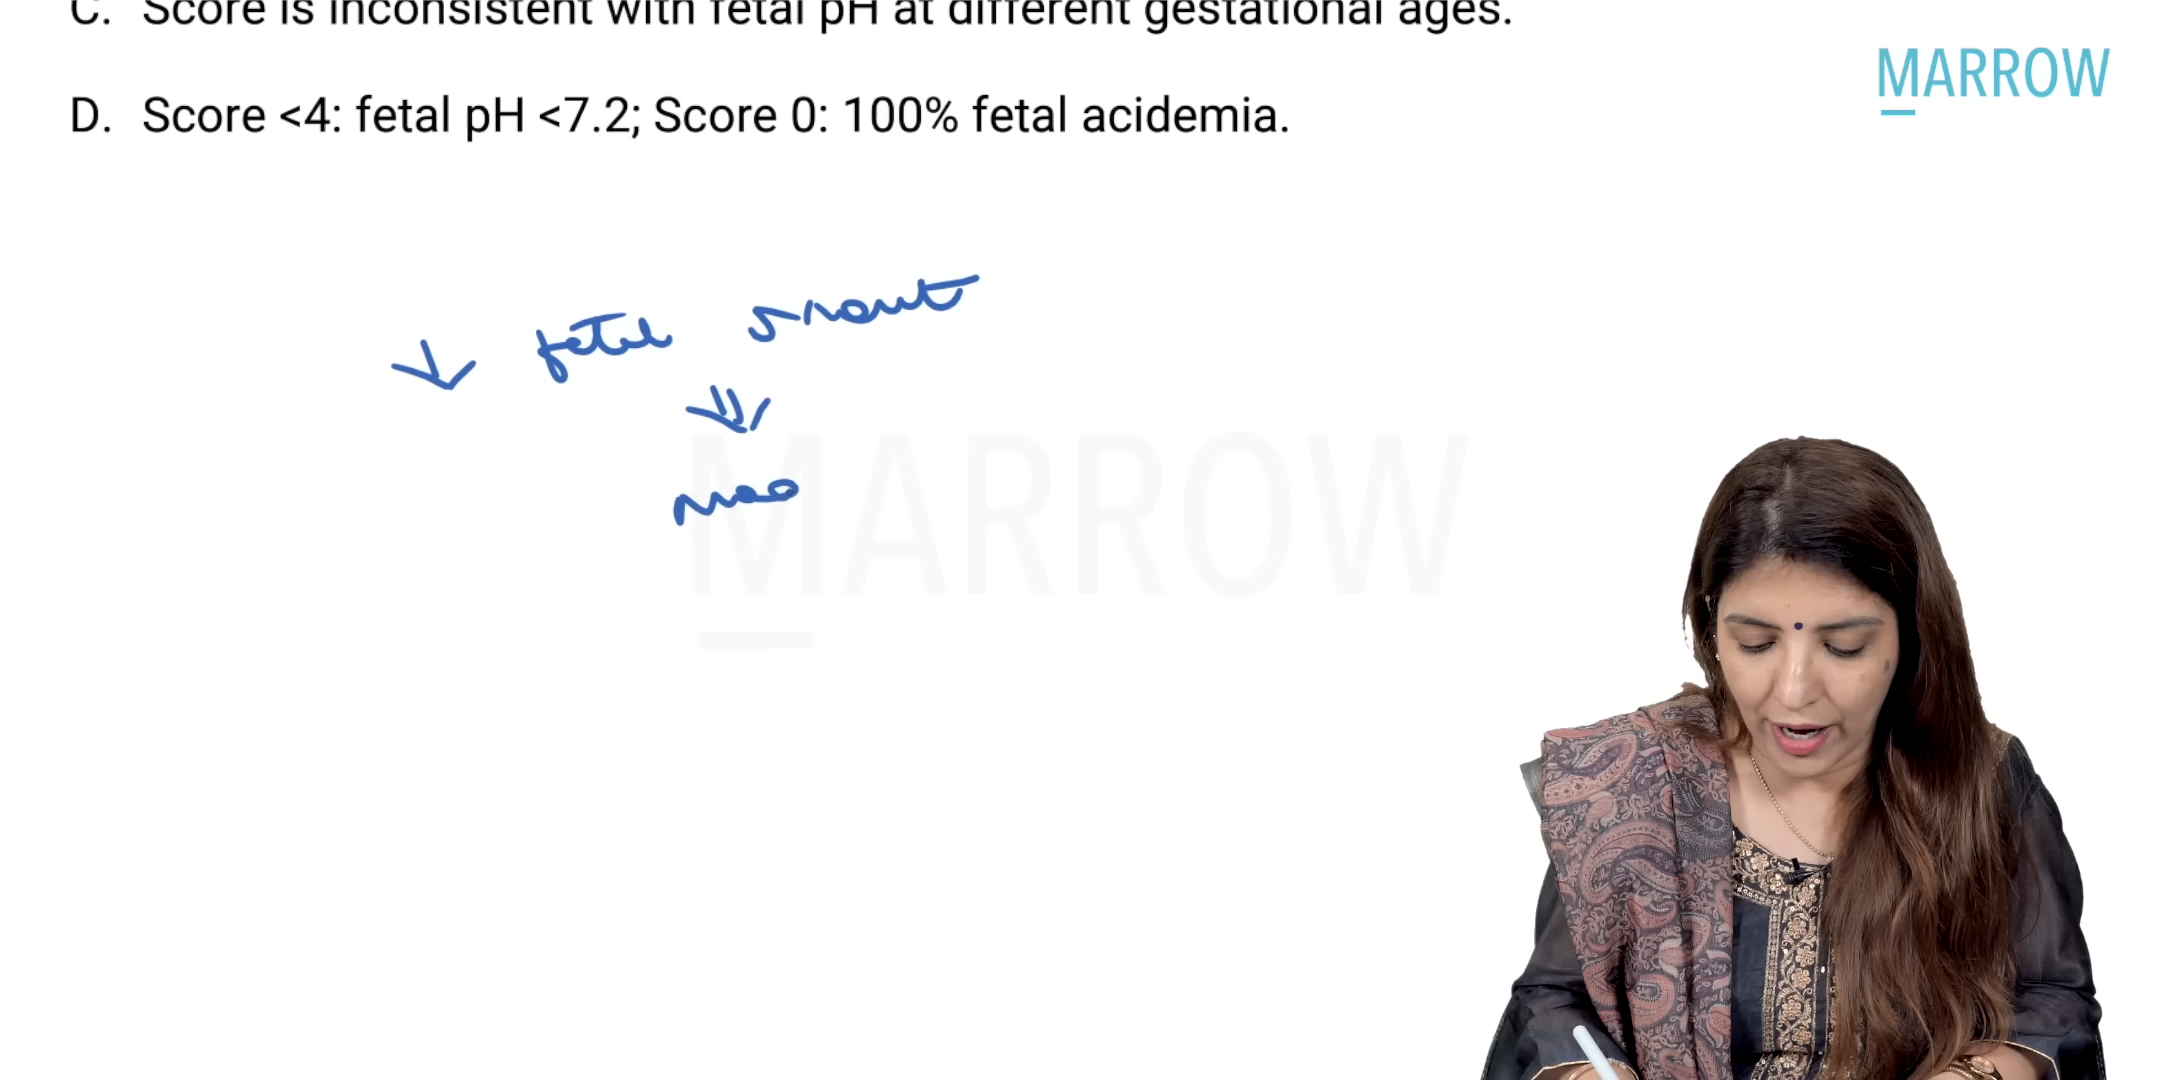 C. Score is inconsistent with fetal pH at different gestational ages.
MARROW
D. Score <4: fetal pH <7.2; Score 0: 100% fetal acidemia.
↓ fetal
MARROW